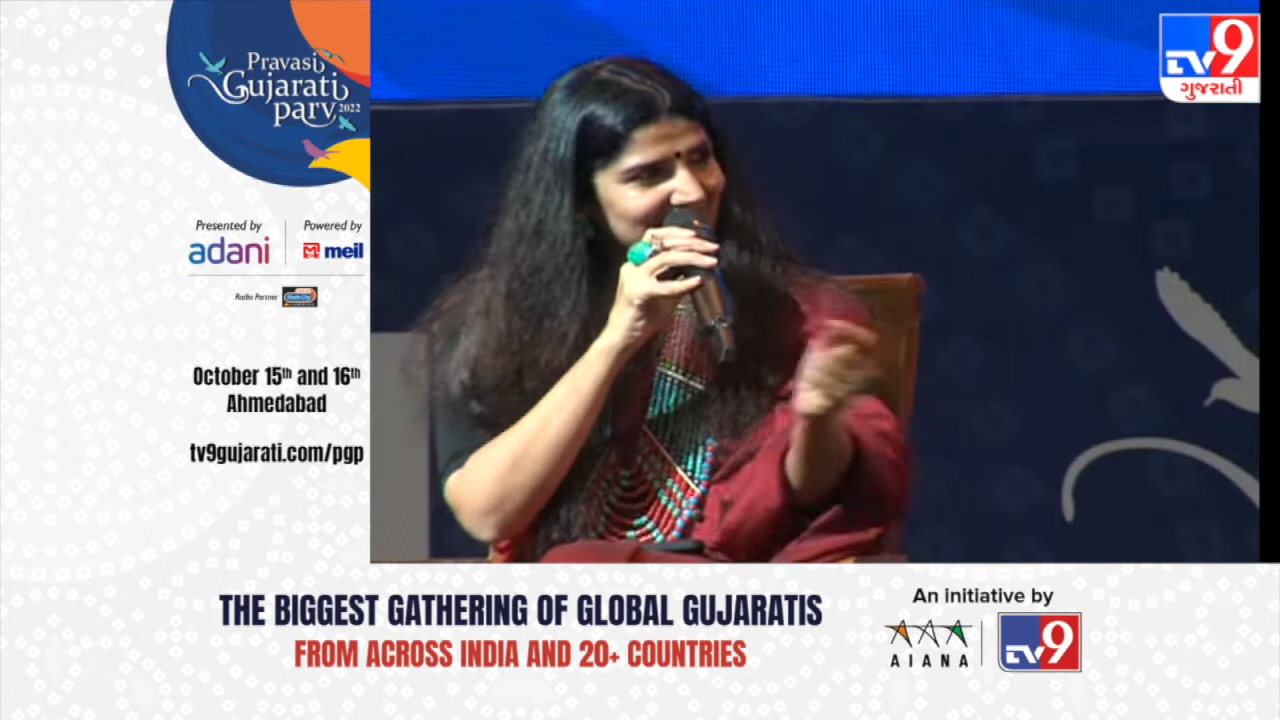 Pravasi
Gujarati
parv 2022
TV9
ગુજરાતી
Presented by
adani
Powered by
meil
Radio Partner
October 15th and 16th
Ahmedabad
tv9gujarati.com/pgp
THE BIGGEST GATHERING OF GLOBAL GUJARATIS
FROM ACROSS INDIA AND 20+ COUNTRIES
An initiative by
AIANA
TV9